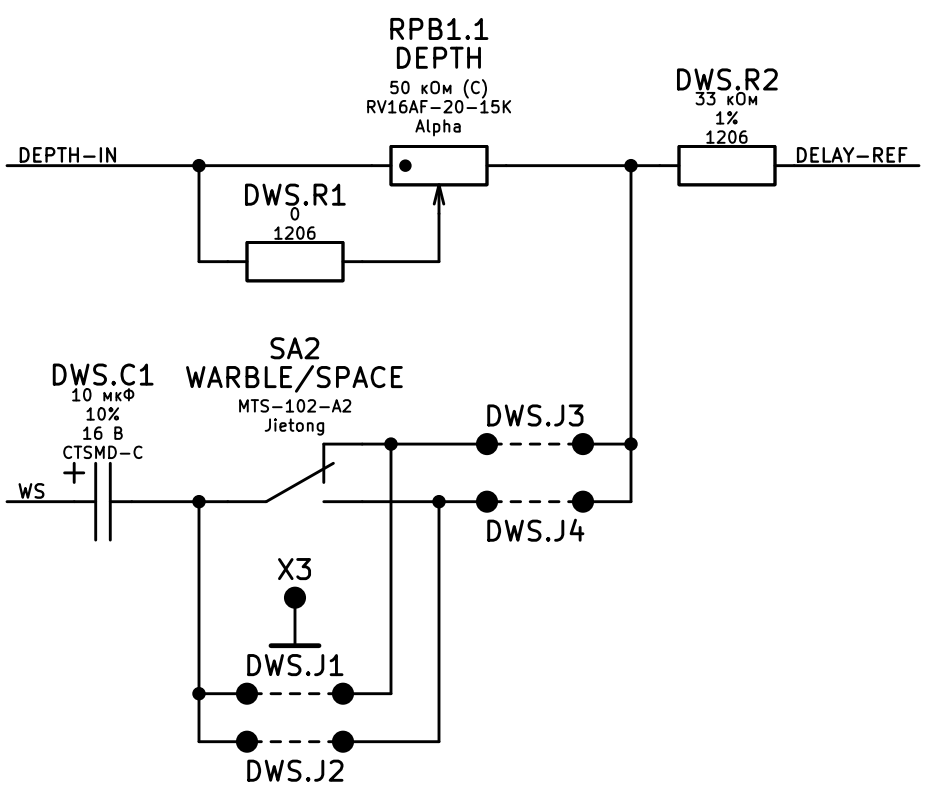 RPB1.1
DEPTH
50 кОм (C)
RV16AF-20-15K
Alpha
DWS.R2
33 кОм
1%
1206
DEPTH-IN
DELAY-REF
DWS.R1
0
1206
SA2
WARBLE/SPACE
MTS-102-A2
Jietong
DWS.C1
10 мкФ
10%
16 В
CTSMD-C
+
WS
DWS.J3
DWS.J4
X3
DWS.J1
DWS.J2